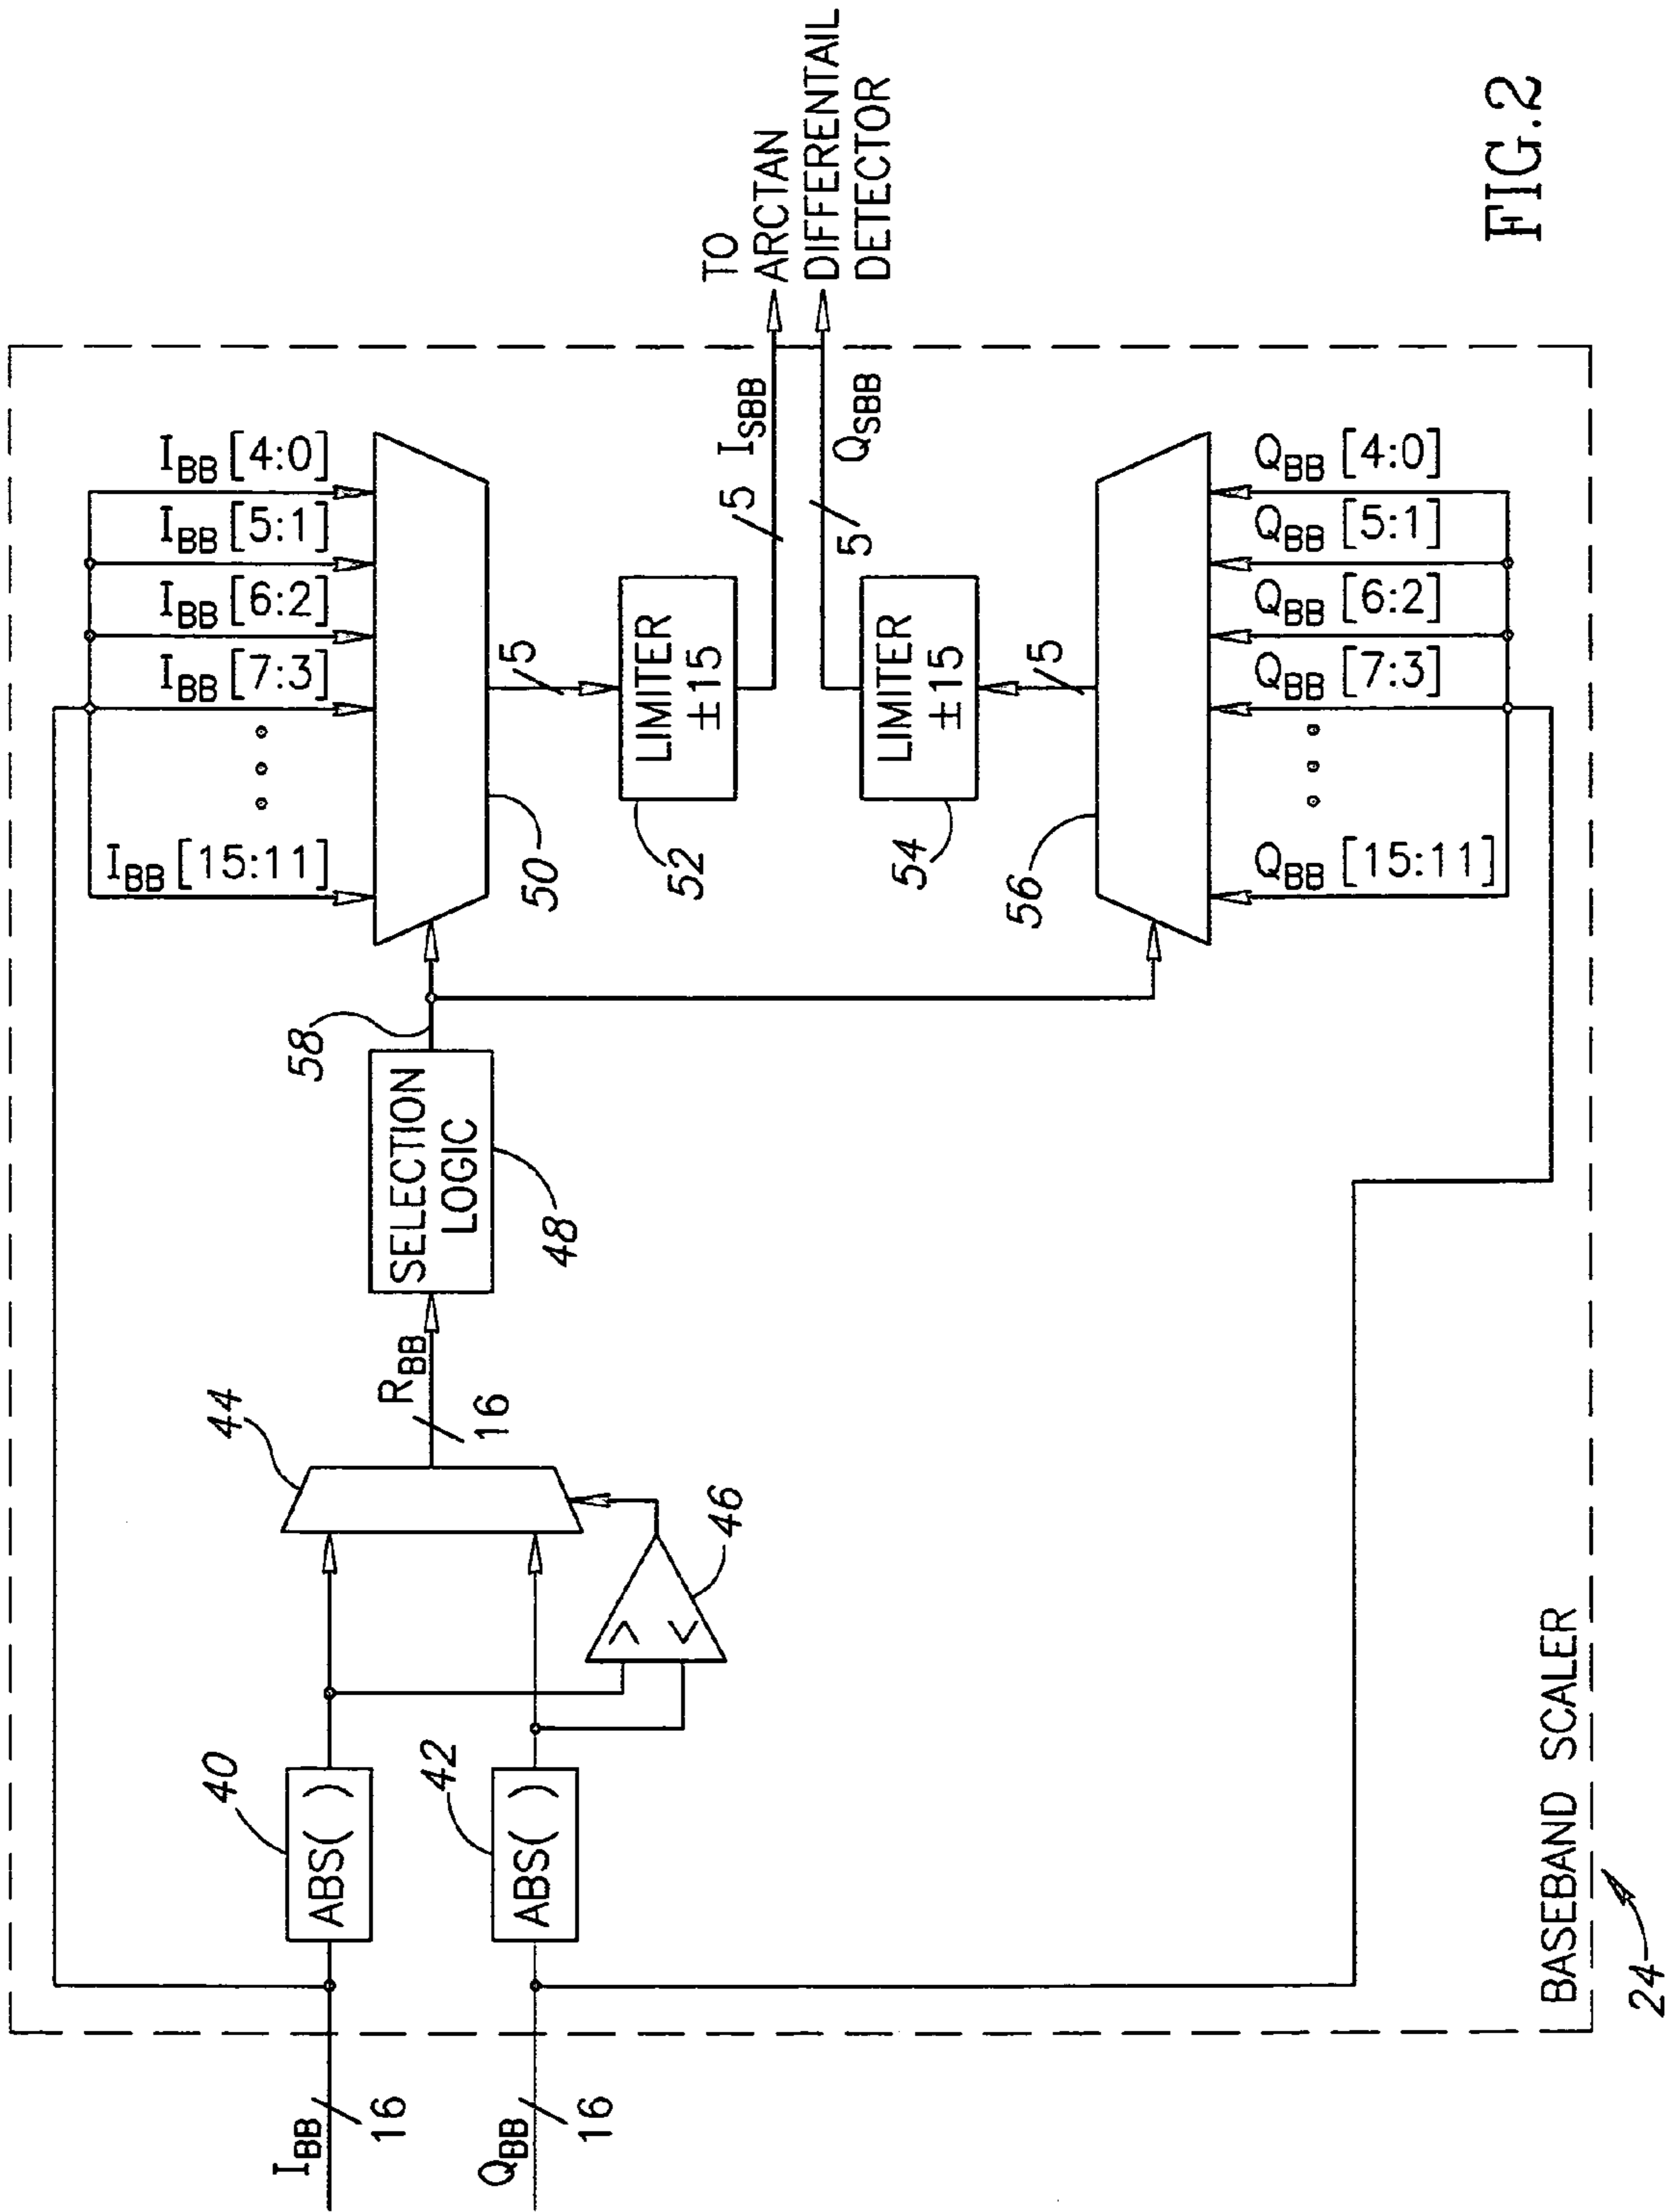 I_BB
16
Q_BB
16
40
ABS( )
42
ABS( )
44
46
> 
<
R_BB
16
SELECTION
LOGIC
48
58
I_BB [15:11]
I_BB [7:3]
I_BB [6:2]
I_BB [5:1]
I_BB [4:0]
50
5
LIMITER
±15
52
5
I_SBB
TO
ARCTAN
DIFFERENTAIL
DETECTOR
Q_SBB
5
LIMITER
±15
54
5
56
Q_BB [15:11]
Q_BB [7:3]
Q_BB [6:2]
Q_BB [5:1]
Q_BB [4:0]
BASEBAND SCALER
24
FIG.2